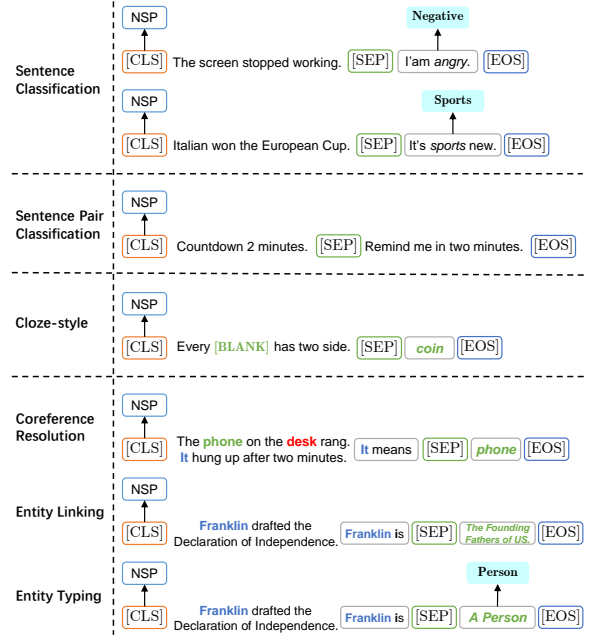 NSP Negative
Sentence Classification
[CLS] The screen stopped working. [SEP] I'am angry. [EOS]
NSP Sports
[CLS] Italian won the European Cup. [SEP] It's sports new. [EOS]
Sentence Pair Classification
NSP
[CLS] Countdown 2 minutes. [SEP] Remind me in two minutes. [EOS]
Cloze-style
NSP
[CLS] Every [BLANK] has two side. [SEP] coin [EOS]
Coreference Resolution
NSP
[CLS] The phone on the desk rang.
It hung up after two minutes. It means [SEP] phone [EOS]
Entity Linking
NSP
[CLS] Franklin drafted the
Declaration of Independence. Franklin is [SEP] The Founding
Fathers of US. [EOS]
Entity Typing
NSP Person
[CLS] Franklin drafted the
Declaration of Independence. Franklin is [SEP] A Person [EOS]